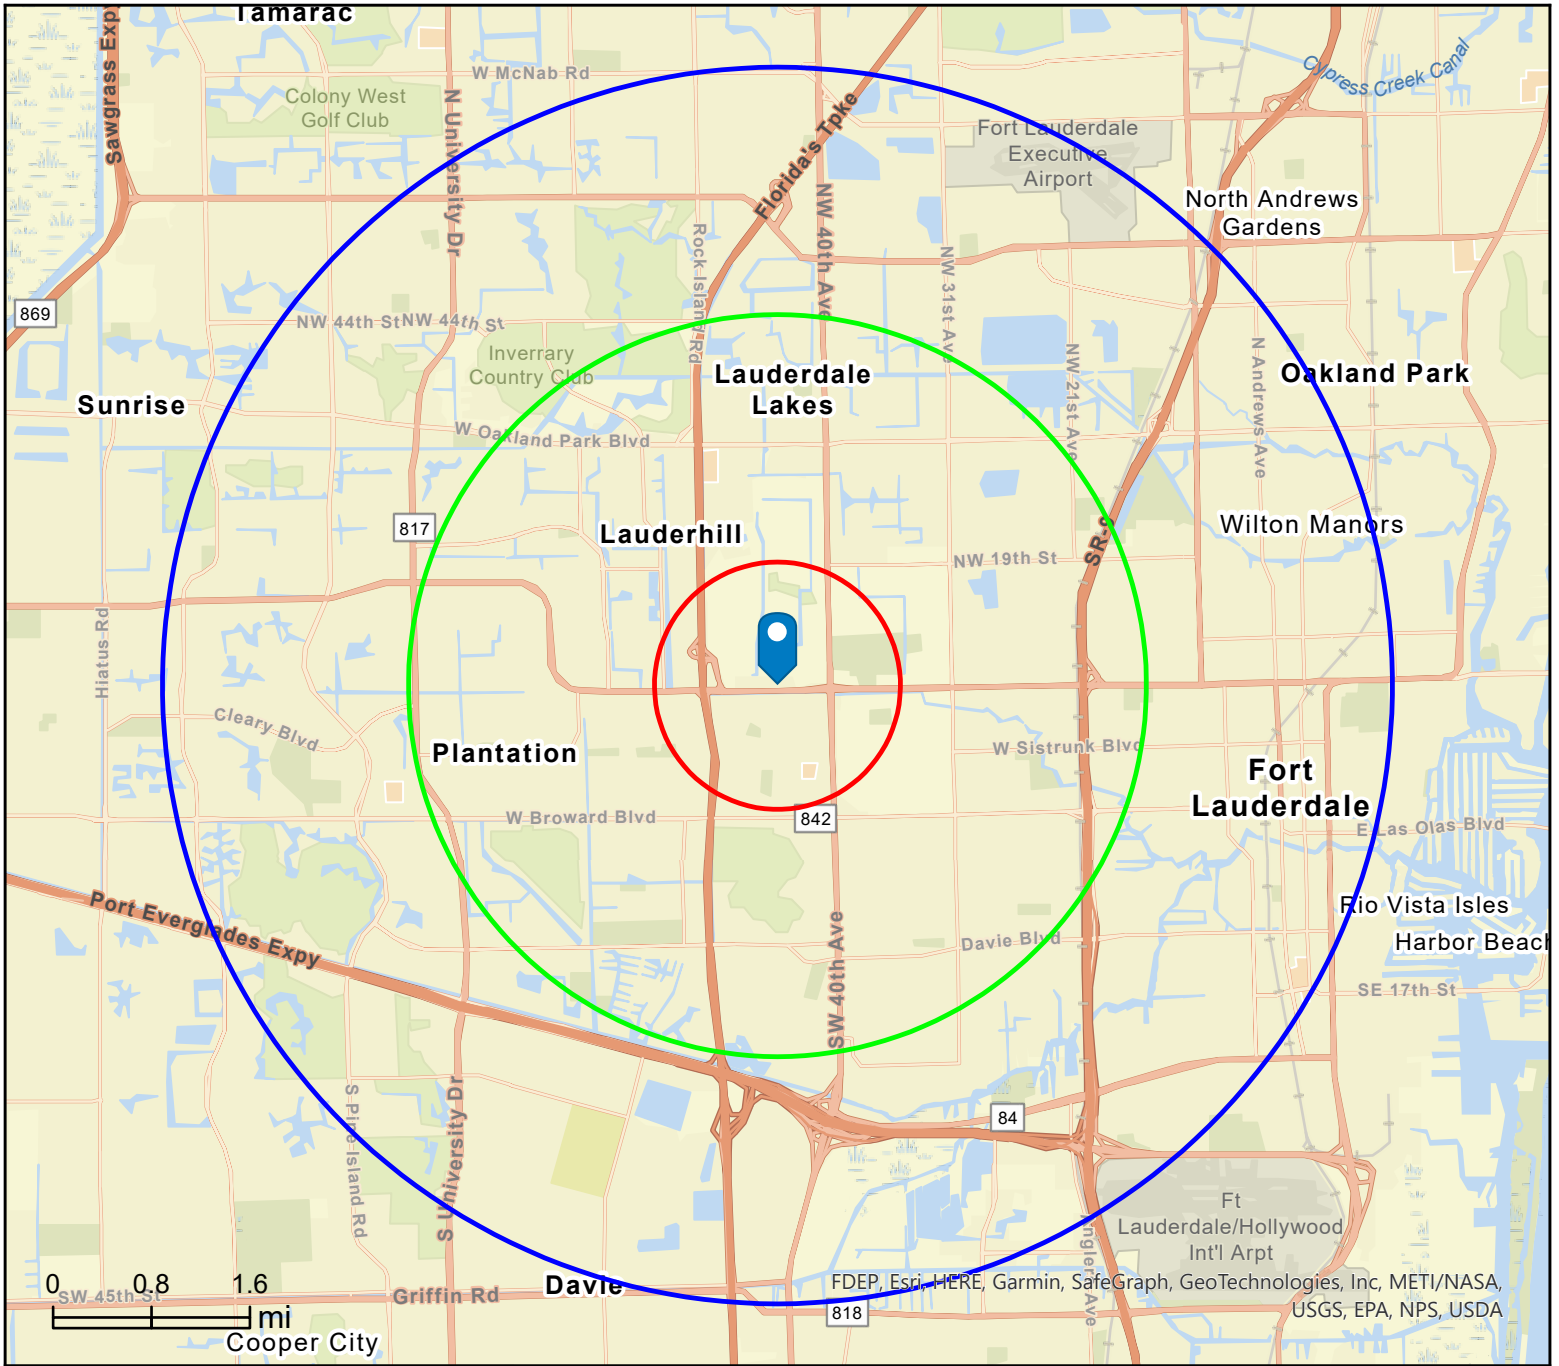 Tamarac
Sawgrass Expy
W McNab Rd
Cypress Creek Canal
Colony West
Golf Club
N University Dr
Florida's Tpke
Fort Lauderdale
Executive
Airport
NW 40th Ave
North Andrews
Gardens
Rock Island Rd
NW 31st Ave
869
NW 44th St
NW 44th St
Inverrary
Country Club
Lauderdale
Lakes
NW 21st Ave
N Andrews Ave
Oakland Park
Sunrise
W Oakland Park Blvd
817
Lauderhill
SR-9
Wilton Manors
NW 19th St
Hiatus Rd
Cleary Blvd
Plantation
W Sistrunk Blvd
Fort
Lauderdale
W Broward Blvd
842
E Las Olas Blvd
Port Everglades Expy
Rio Vista Isles
SW 40th Ave
Davie Blvd
Harbor Beach
SE 17th St
S Pine Island Rd
S University Dr
84
Ft
Lauderdale/Hollywood
Int'l Arpt
Anglers Ave
0 0.8 1.6
mi
SW 45th St
Griffin Rd
Davie
818
Cooper City
FDEP, Esri, HERE, Garmin, SafeGraph, GeoTechnologies, Inc, METI/NASA,
USGS, EPA, NPS, USDA